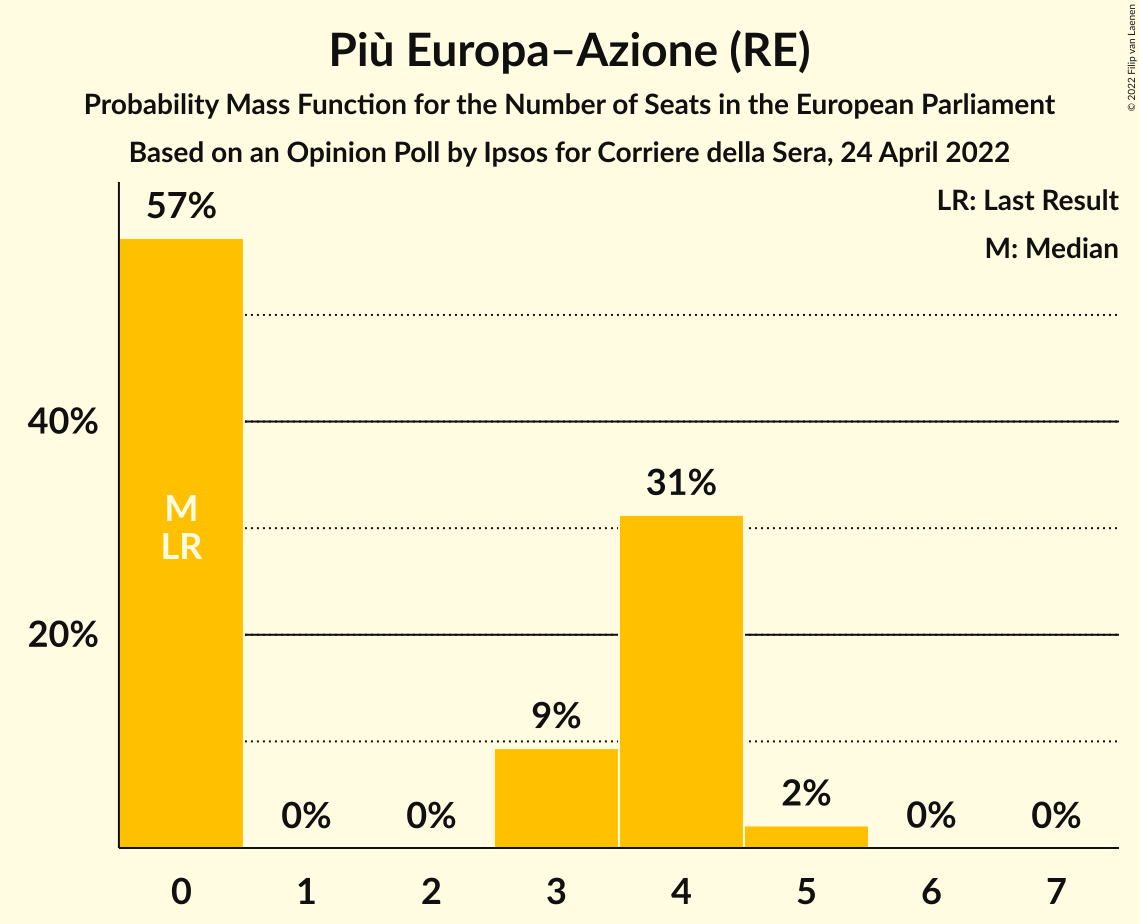 Più Europa–Azione (RE)
Probability Mass Function for the Number of Seats in the European Parliament
Based on an Opinion Poll by Ipsos for Corriere della Sera, 24 April 2022
© 2022 Filip van Laenen
LR: Last Result
M: Median
57%
40%
M
LR
31%
20%
9%
2%
0%
0%
0%
0%
0
1
2
3
4
5
6
7